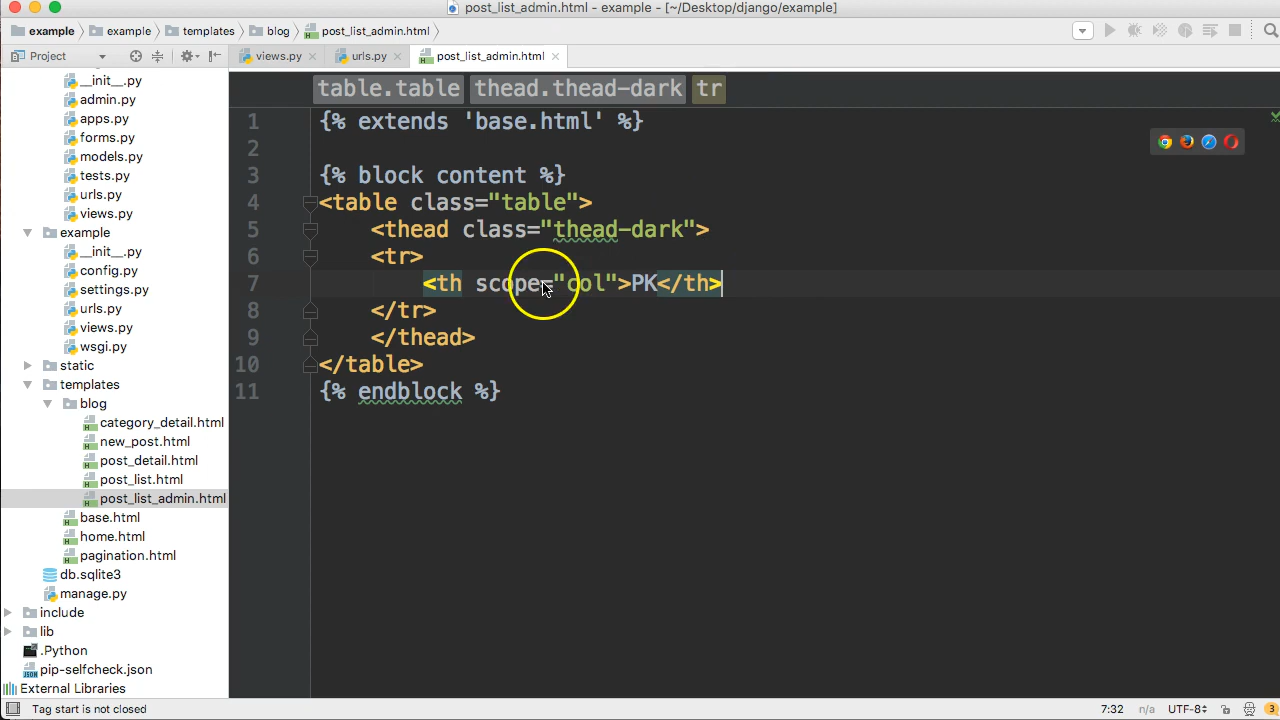 post_list_admin.html - example - [~/Desktop/django/example]
example example templates blog post_list_admin.html
Project views.py urls.py post_list_admin.html
table.table thead.thead-dark tr
__init__.py
admin.py
apps.py
forms.py
models.py
tests.py
urls.py
views.py
example
__init__.py
config.py
settings.py
urls.py
views.py
wsgi.py
static
templates
blog
category_detail.html
new_post.html
post_detail.html
post_list.html
post_list_admin.html
base.html
home.html
pagination.html
db.sqlite3
manage.py
include
lib
.Python
pip-selfcheck.json
External Libraries
1 {% extends 'base.html' %}
2
3 {% block content %}
4 <table class="table">
5 <thead class="thead-dark">
6 <tr>
7 <th scope="col">PK</th>
8 </tr>
9 </thead>
10 </table>
11 {% endblock %}
Tag start is not closed 7:32 n/a UTF-8 3